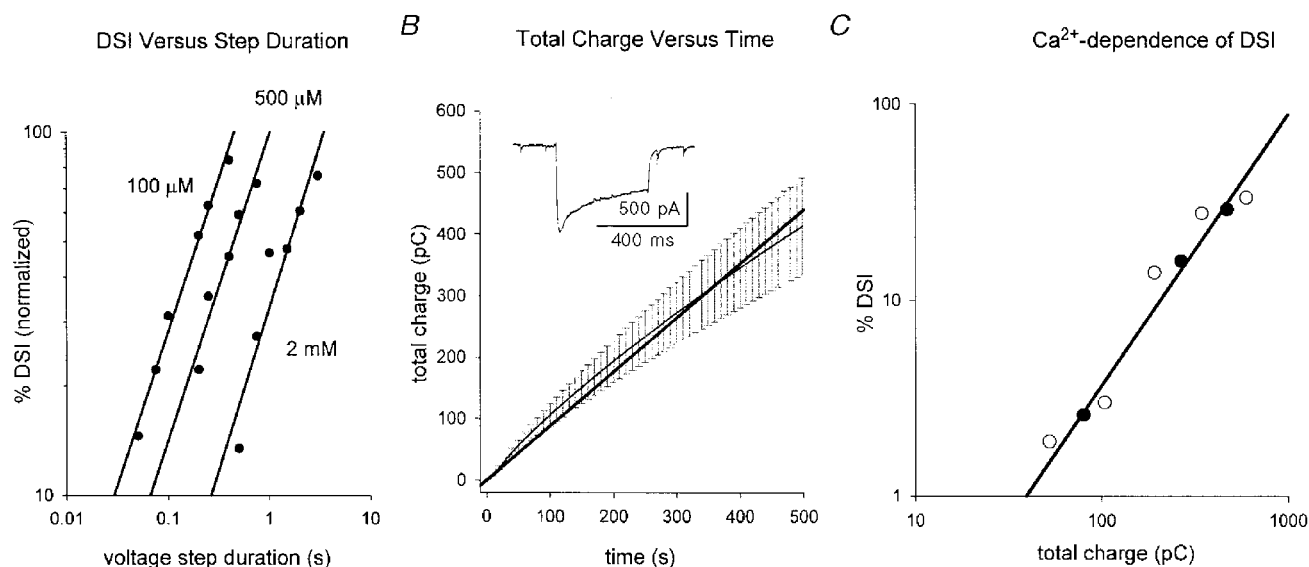 DSI Versus Step Duration
% DSI (normalized)
100
10
0.01
0.1
1
10
voltage step duration (s)
100 µM
500 µM
2 mM
B
Total Charge Versus Time
total charge (pC)
600
500
400
300
200
100
0
0
100
200
300
400
500
time (s)
500 pA
400 ms
C
Ca²⁺-dependence of DSI
% DSI
100
10
1
10
100
1000
total charge (pC)